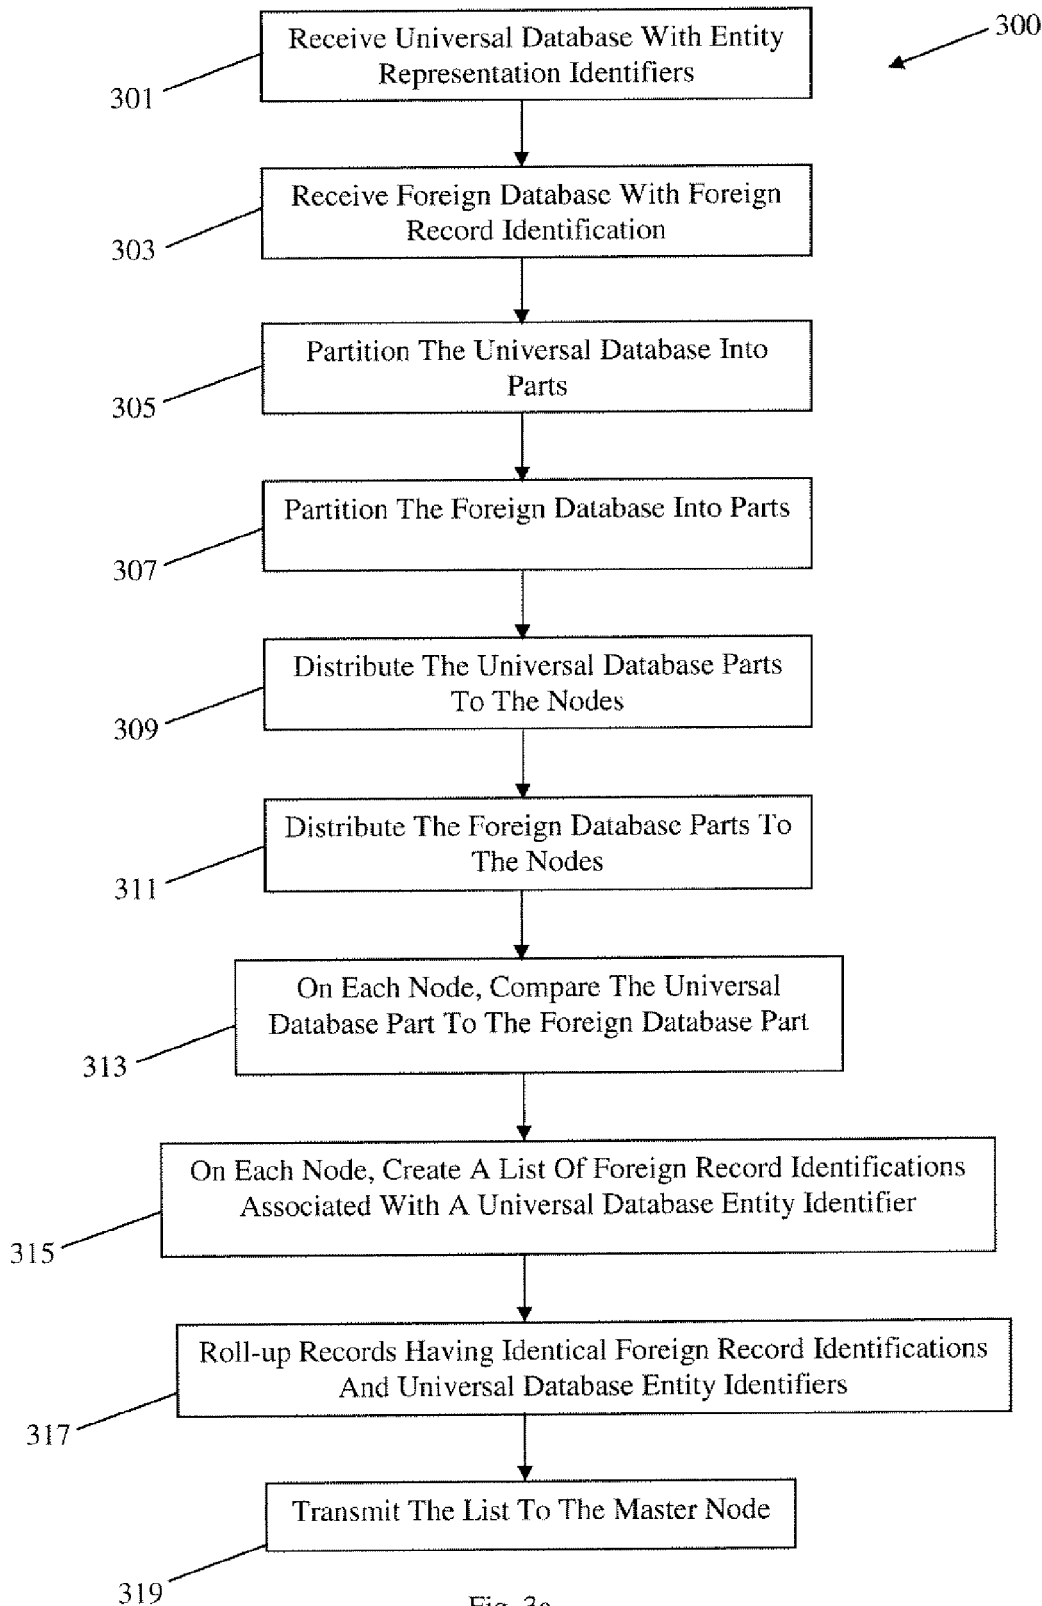 300
Receive Universal Database With Entity
Representation Identifiers
301
Receive Foreign Database With Foreign
Record Identification
303
Partition The Universal Database Into
Parts
305
Partition The Foreign Database Into Parts
307
Distribute The Universal Database Parts
To The Nodes
309
Distribute The Foreign Database Parts To
The Nodes
311
On Each Node, Compare The Universal
Database Part To The Foreign Database Part
313
On Each Node, Create A List Of Foreign Record Identifications
Associated With A Universal Database Entity Identifier
315
Roll-up Records Having Identical Foreign Record Identifications
And Universal Database Entity Identifiers
317
Transmit The List To The Master Node
319